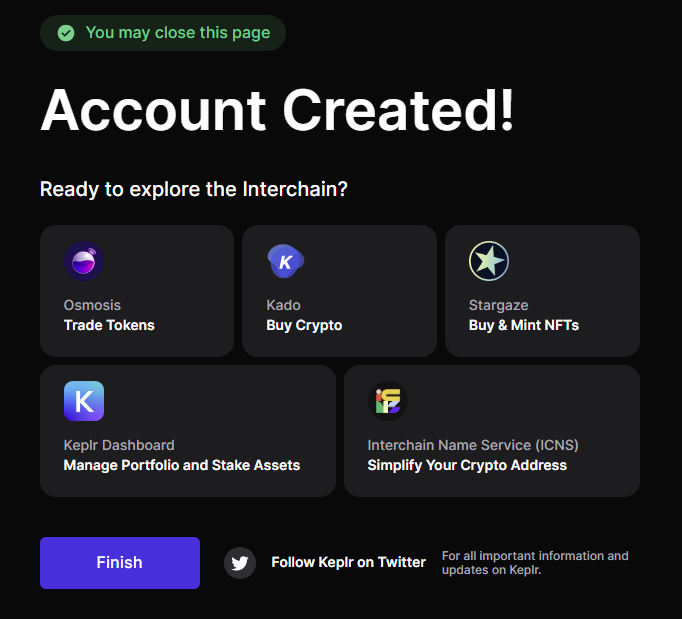 You may close this page
Account Created!
Ready to explore the Interchain?
Osmosis
Trade Tokens
K
Kado
Buy Crypto
Stargaze
Buy & Mint NFTs
K
Keplr Dashboard
Manage Portfolio and Stake Assets
Interchain Name Service (ICNS)
Simplify Your Crypto Address
Finish
Follow Keplr on Twitter
For all important information and
updates on Keplr.